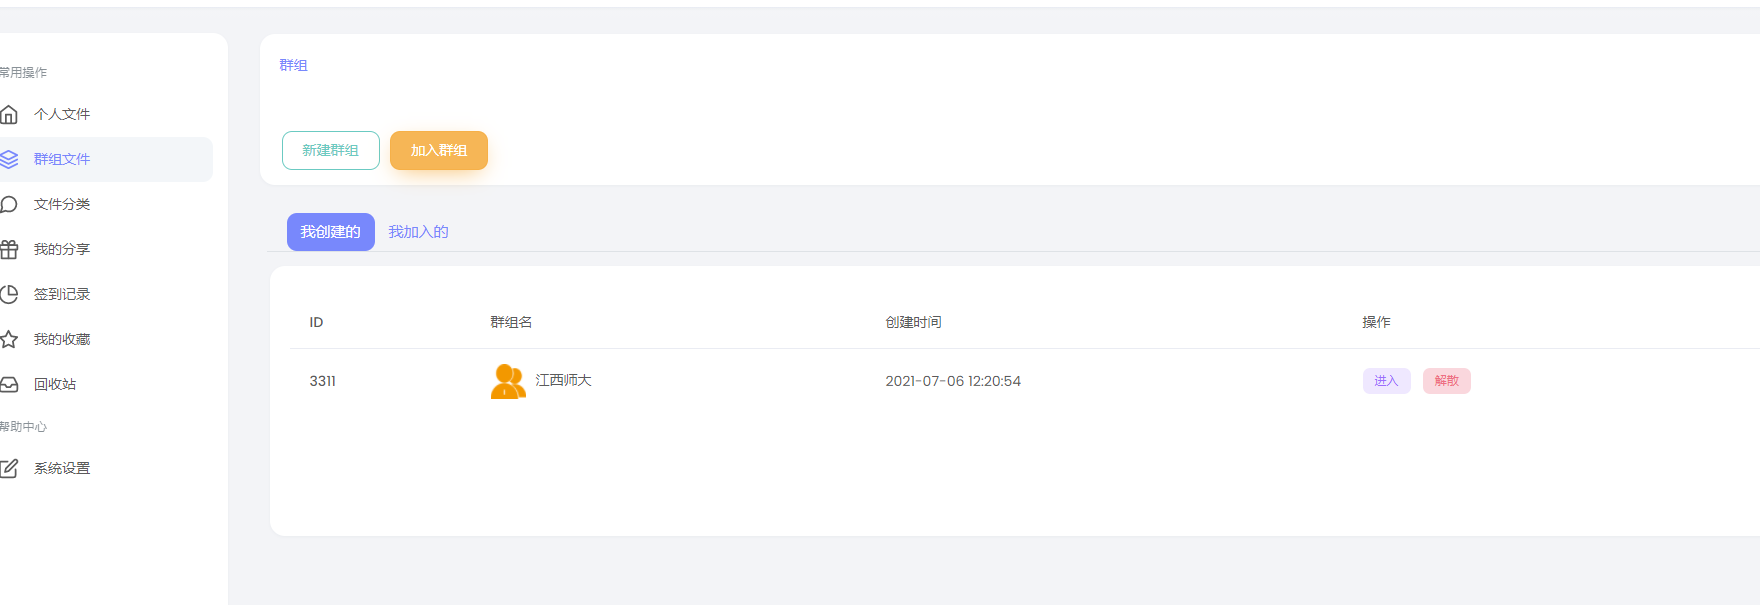 常用操作
个人文件
群组文件
文件分类
我的分享
签到记录
我的收藏
回收站
帮助中心
系统设置
群组
新建群组 加入群组
我创建的 我加入的
ID 群组名 创建时间 操作
3311 江西师大 2021-07-06 12:20:54 进入 解散